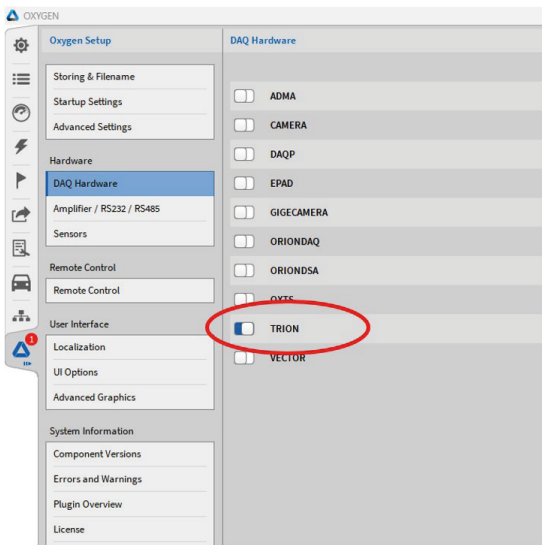 OXYGEN
Oxygen Setup
DAQ Hardware
Storing & Filename
Startup Settings
Advanced Settings
Hardware
DAQ Hardware
Amplifier / RS232 / RS485
Sensors
Remote Control
Remote Control
User Interface
Localization
UI Options
Advanced Graphics
System Information
Component Versions
Errors and Warnings
Plugin Overview
License
ADMA
CAMERA
DAQP
EPAD
GIGECAMERA
ORIONDAQ
ORIONDSA
OXTS
TRION
VECTOR
1